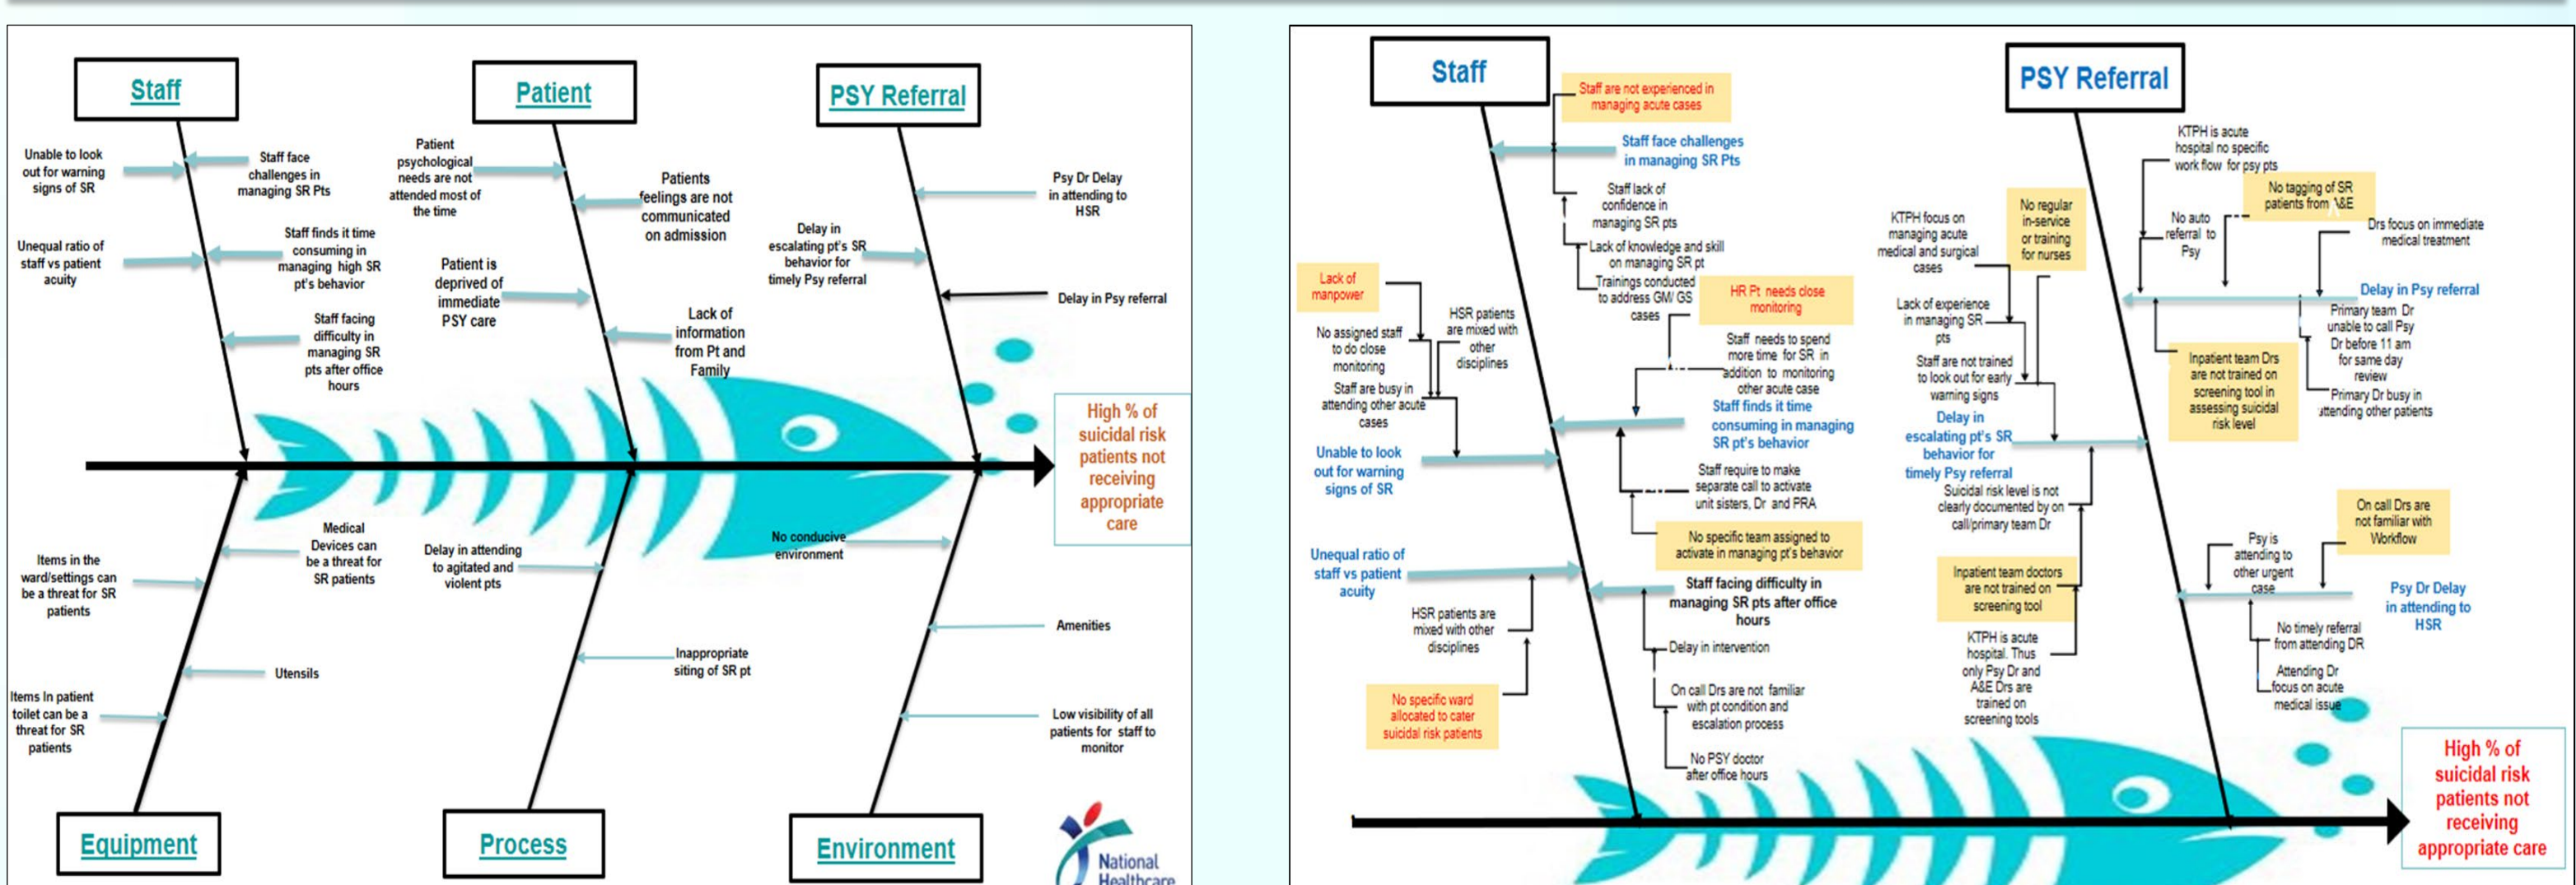 Staff
Patient
PSY Referral
Unable to look
out for warning
signs of SR
Staff face
challenges in
managing SR Pts
Unequal ratio of
staff vs patient
acuity
Staff finds it time
consuming in
managing high SR
pt's behavior
Staff facing
difficulty in
managing SR
pts after office
hours
Patient
psychological
needs are not
attended most of
the time
Patients
feelings are not
communicated
on admission
Patient is
deprived of
immediate
PSY care
Lack of
information
from Pt and
Family
Psy Dr Delay
in attending to
HSR
Delay in
escalating pt's SR
behavior for
timely Psy referral
Delay in Psy referral
High % of
suicidal risk
patients not
receiving
appropriate
care
Items in the
ward/settings can
be a threat for SR
patients
Medical
Devices can
be a threat for
SR patients
Utensils
Items In patient
toilet can be a
threat for SR
patients
Delay in attending
to agitated and
violent pts
Inappropriate
siting of SR pt
No conducive
environment
Amenities
Low visibility of all
patients for staff to
monitor
Equipment
Process
Environment
National
Healthcare
Staff
PSY Referral
Staff are not experienced in
managing acute cases
Staff face challenges
in managing SR Pts
Staff lack of
confidence in
managing SR pts
Lack of knowledge and skill
on managing SR pt
Trainings conducted
to address GM/ GS
cases
Lack of
manpower
No assigned staff
to do close
monitoring
HSR patients
are mixed with
other
disciplines
Staff are busy in
attending other acute
cases
Unable to look
out for warning
signs of SR
HR Pt needs close
monitoring
Staff needs to spend
more time for SR in
addition to monitoring
other acute case
Staff finds it time
consuming in managing
SR pt's behavior
Staff require to make
separate call to activate
unit sisters, Dr and PRA
No specific team assigned to
activate in managing pt's behavior
Unequal ratio of
staff vs patient
acuity
HSR patients are
mixed with other
disciplines
No specific ward
allocated to cater
suicidal risk patients
Staff facing difficulty in
managing SR pts after office
hours
Delay in intervention
On call Drs are not familiar
with pt condition and
escalation process
No PSY doctor
after office hours
KTPH is acute
hospital no specific
work flow for psy pts
No tagging of SR
patients from A&E
No auto
referral to
Psy
Drs focus on immediate
medical treatment
Delay in Psy referral
KTPH focus on
managing acute
medical and surgical
cases
No regular
in-service
or training
for nurses
Lack of experience
in managing SR
pts
Staff are not trained
to look out for early
warning signs
Delay in
escalating pt's SR
behavior for
timely Psy referral
Inpatient team Drs
are not trained on
screening tool in
assessing suicidal
risk level
Primary team Dr
unable to call Psy
Dr before 11 am
for same day
review
Primary Dr busy in
attending other patients
Suicidal risk level is not
clearly documented by on
call/primary team Dr
Inpatient team doctors
are not trained on
screening tool
KTPH is acute
hospital. Thus
only Psy Dr and
A&E Drs are
trained on
screening tools
On call Drs are
not familiar with
Workflow
Psy is
attending to
other urgent
case
Psy Dr Delay
in attending to
HSR
No timely referral
from attending DR
Attending Dr
focus on acute
medical issue
High % of
suicidal risk
patients not
receiving
appropriate care